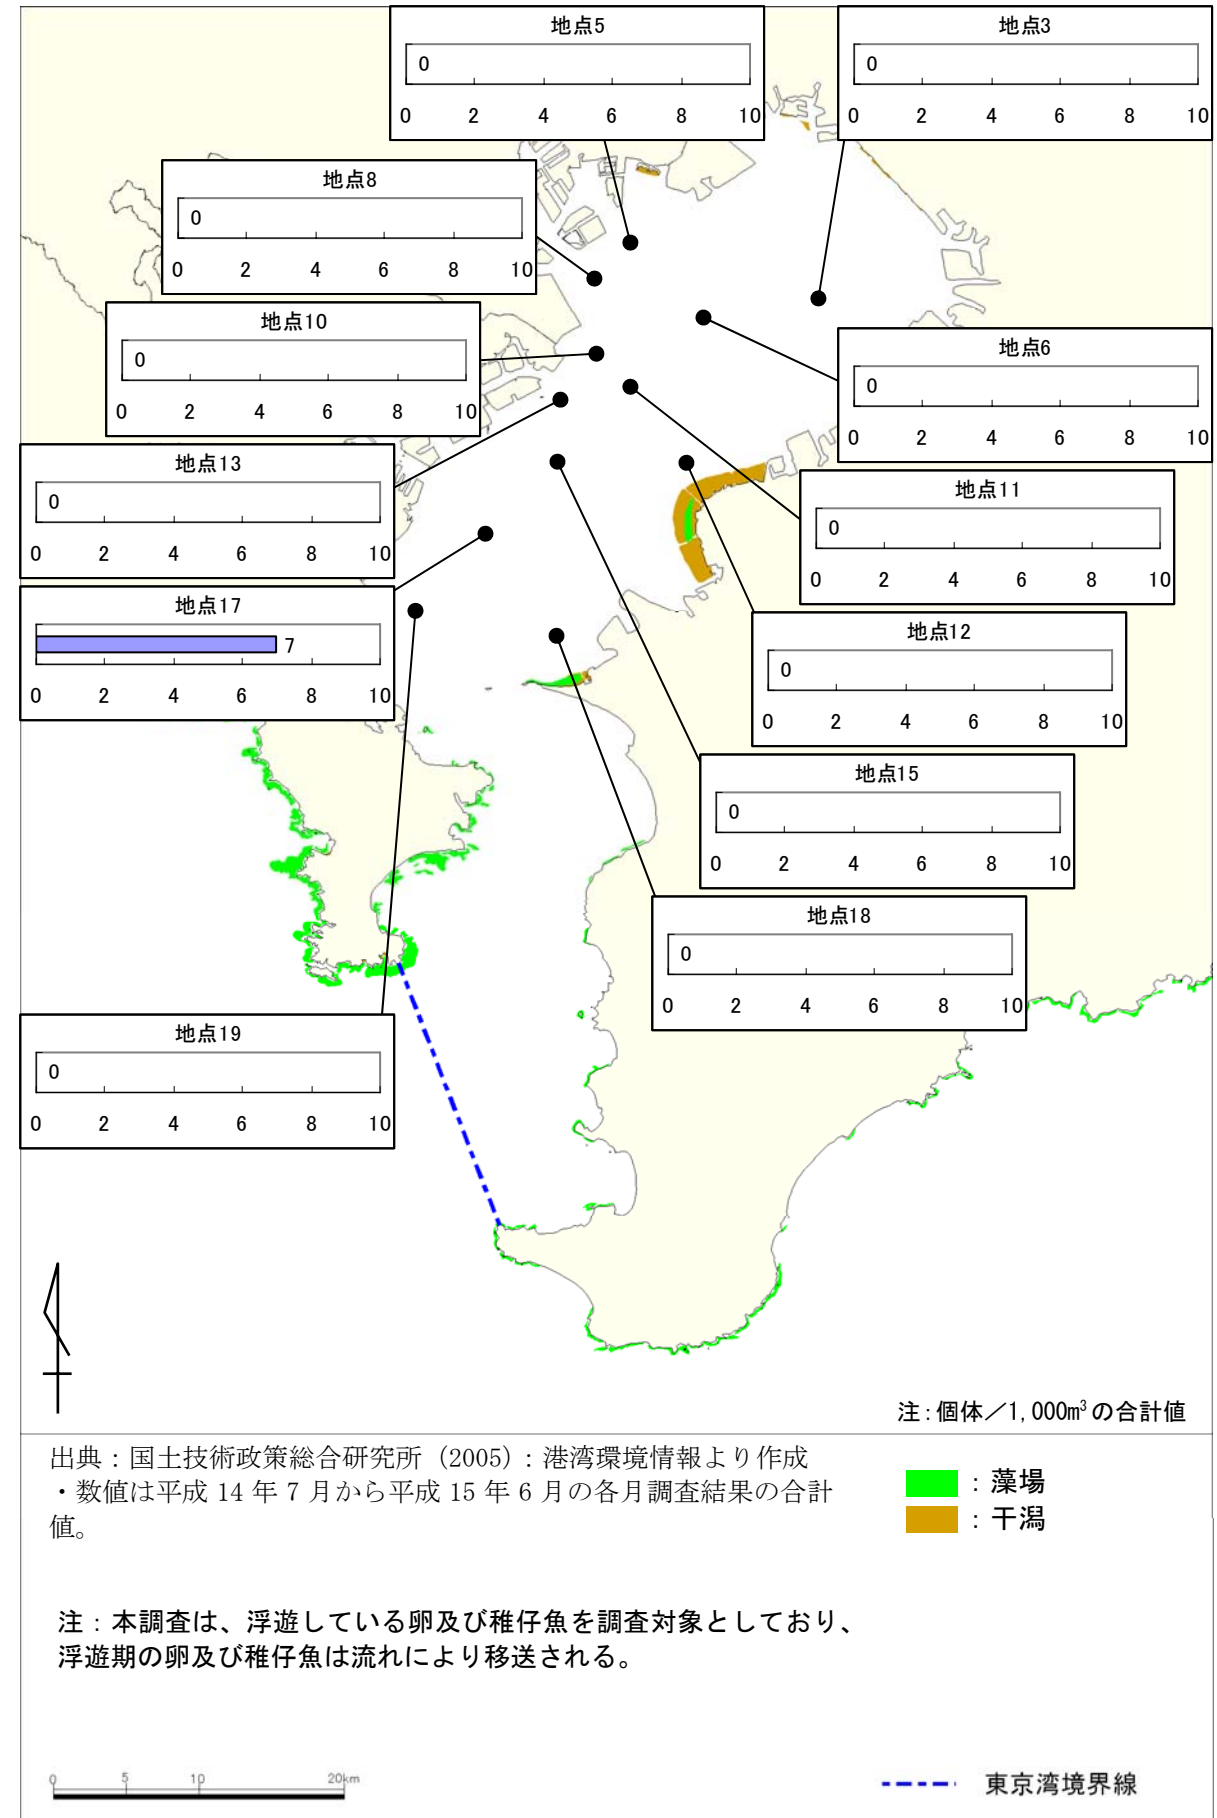 地点5
0
0 2 4 6 8 10
地点3
0
0 2 4 6 8 10
地点8
0
0 2 4 6 8 10
地点10
0
0 2 4 6 8 10
地点6
0
0 2 4 6 8 10
地点13
0
0 2 4 6 8 10
地点11
0
0 2 4 6 8 10
地点17
7
0 2 4 6 8 10
地点12
0
0 2 4 6 8 10
地点15
0
0 2 4 6 8 10
地点18
0
0 2 4 6 8 10
地点19
0
0 2 4 6 8 10
注:個体/1,000m³の合計値
出典:国土技術政策総合研究所(2005):港湾環境情報より作成
・数値は平成14年7月から平成15年6月の各月調査結果の合計
値。
:藻場
:干潟
注:本調査は、浮遊している卵及び稚仔魚を調査対象としており、
浮遊期の卵及び稚仔魚は流れにより移送される。
0 5 10 20km
東京湾境界線